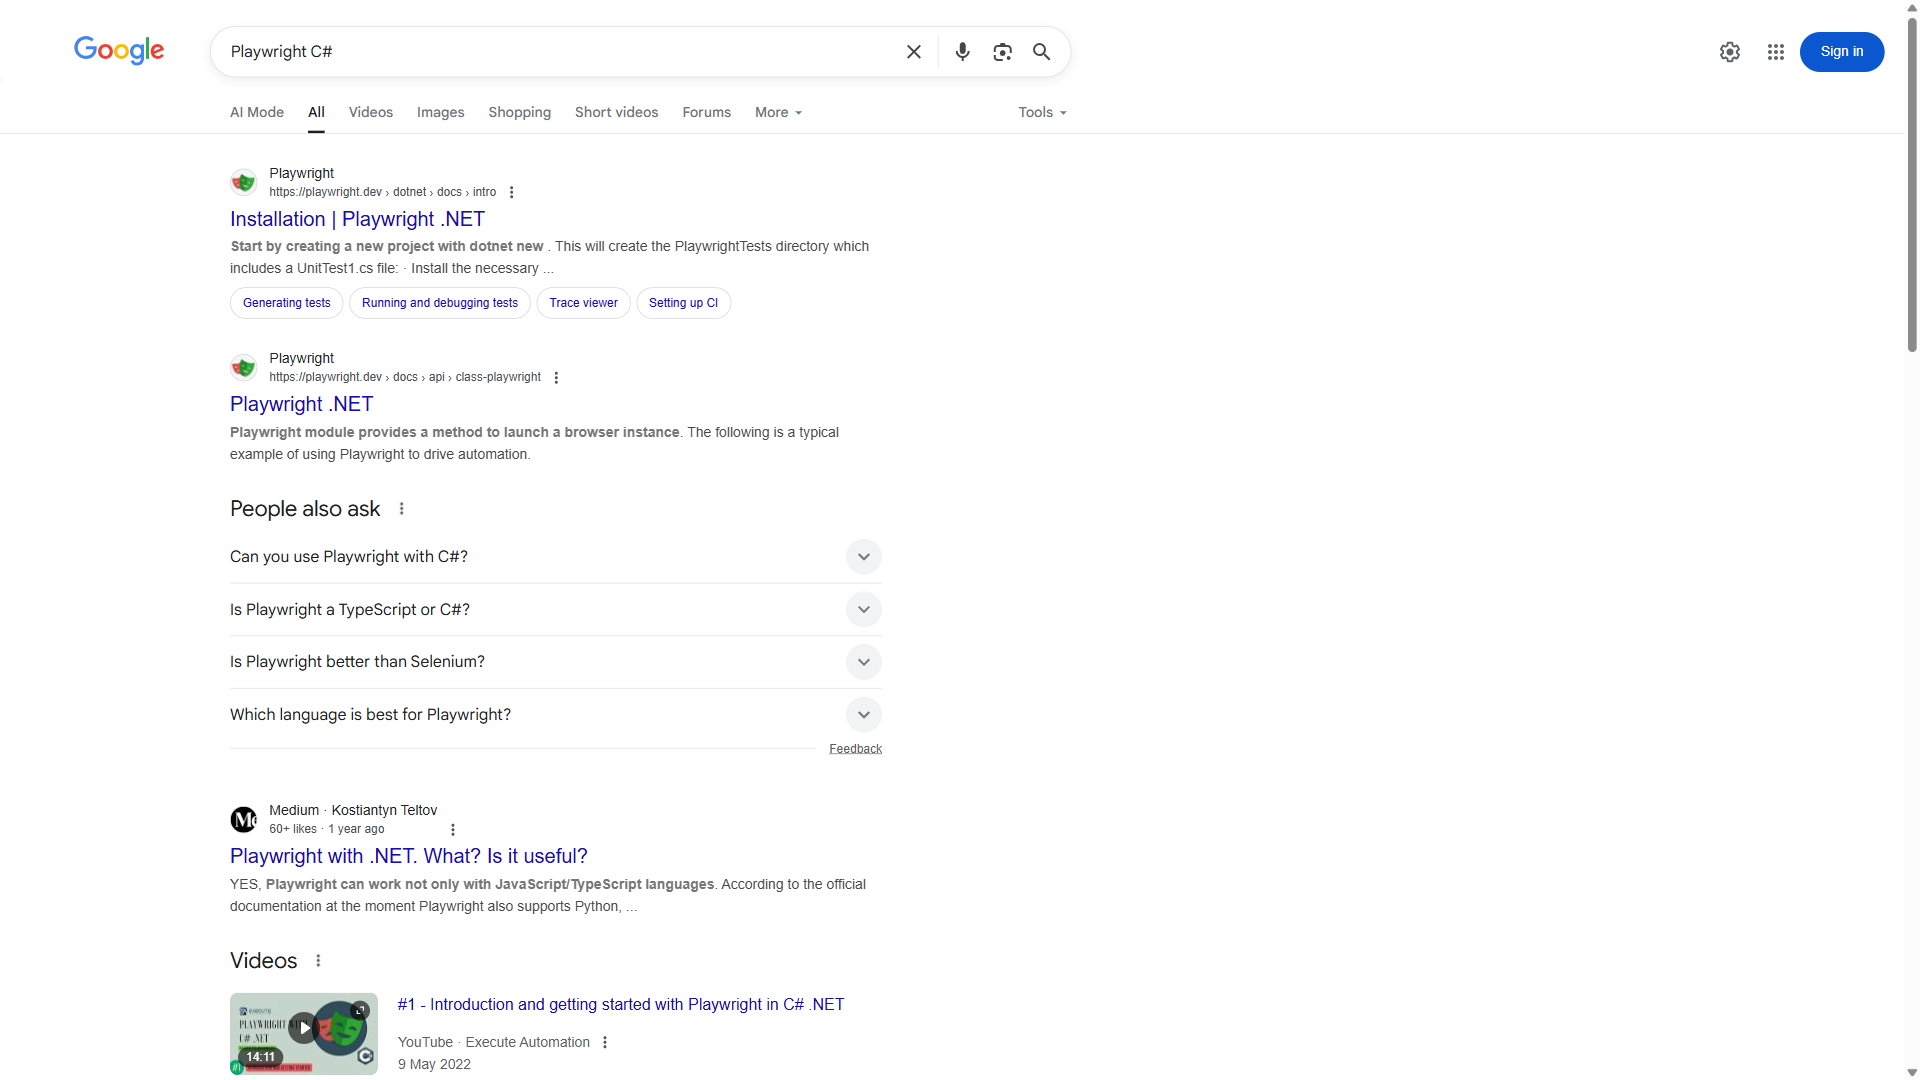 Google
Playwright C#
Sign in
AI Mode
All
Videos
Images
Shopping
Short videos
Forums
More
Tools
Playwright
https://playwright.dev › dotnet › docs › intro
Installation | Playwright .NET
Start by creating a new project with dotnet new . This will create the PlaywrightTests directory which
includes a UnitTest1.cs file: · Install the necessary ...
Generating tests
Running and debugging tests
Trace viewer
Setting up CI
Playwright
https://playwright.dev › docs › api › class-playwright
Playwright .NET
Playwright module provides a method to launch a browser instance. The following is a typical
example of using Playwright to drive automation.
People also ask
Can you use Playwright with C#?
Is Playwright a TypeScript or C#?
Is Playwright better than Selenium?
Which language is best for Playwright?
Feedback
Medium · Kostiantyn Teltov
60+ likes · 1 year ago
Playwright with .NET. What? Is it useful?
YES, Playwright can work not only with JavaScript/TypeScript languages. According to the official
documentation at the moment Playwright also supports Python, ...
Videos
PLAYWRIGHT
C# .NET
14:11
#1
#1 - Introduction and getting started with Playwright in C# .NET
YouTube · Execute Automation
9 May 2022